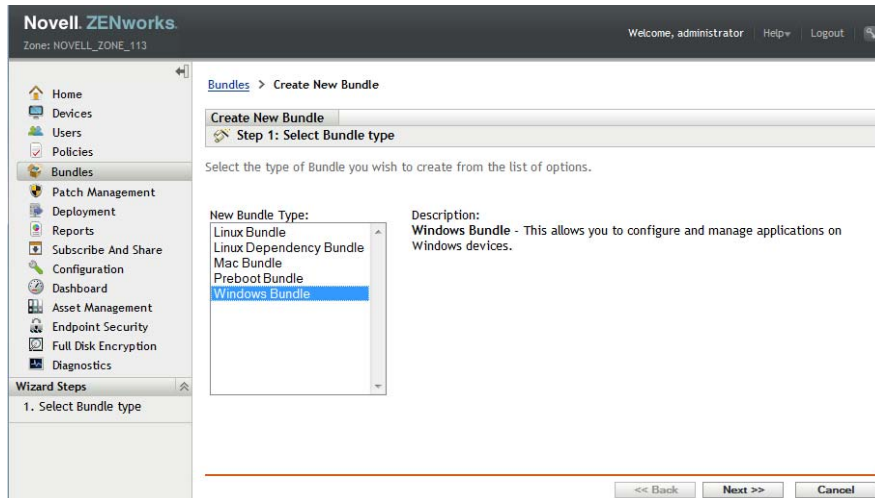 Novell ZENworks.
Zone: NOVELL_ZONE_113
Welcome, administrator
Help
Logout
Home
Devices
Users
Policies
Bundles
Patch Management
Deployment
Reports
Subscribe And Share
Configuration
Dashboard
Asset Management
Endpoint Security
Full Disk Encryption
Diagnostics
Wizard Steps
1. Select Bundle type
Bundles > Create New Bundle
Create New Bundle
Step 1: Select Bundle type
Select the type of Bundle you wish to create from the list of options.
New Bundle Type:
Linux Bundle
Linux Dependency Bundle
Mac Bundle
Preboot Bundle
Windows Bundle
Description:
Windows Bundle - This allows you to configure and manage applications on
Windows devices.
<< Back
Next >>
Cancel